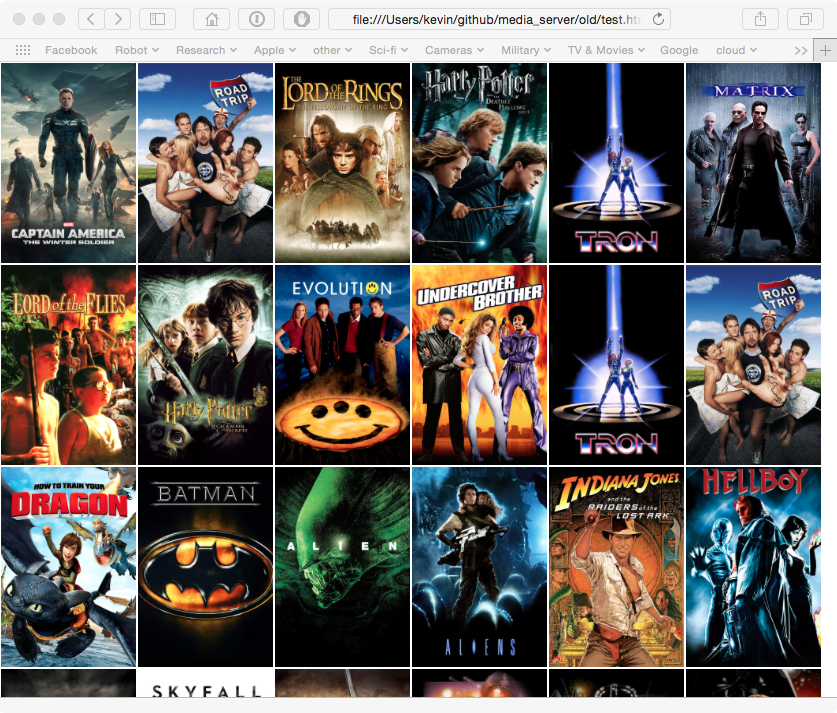 file:///Users/kevin/github/media_server/old/test.ht
Facebook Robot Research Apple other Sci-fi Cameras Military TV & Movies Google cloud
MARVEL
CAPTAIN AMERICA
THE WINTER SOLDIER
ROAD
TRIP
THE
LORD OF THE RINGS
THE FELLOWSHIP OF THE RING
Harry Potter
AND THE
DEATHLY
HALLOWS
PART 1
TRON
MATRIX
LORD of the FLIES
Harry Potter
AND THE
CHAMBER
OF SECRETS
EVOLUTION
UNDERCOVER
BROTHER
TRON
ROAD
TRIP
HOW TO TRAIN YOUR
DRAGON
BATMAN
ALIEN
ALIENS
INDIANA JONES
and the
RAIDERS of the
LOST ARK
HELLBOY
SKYFALL